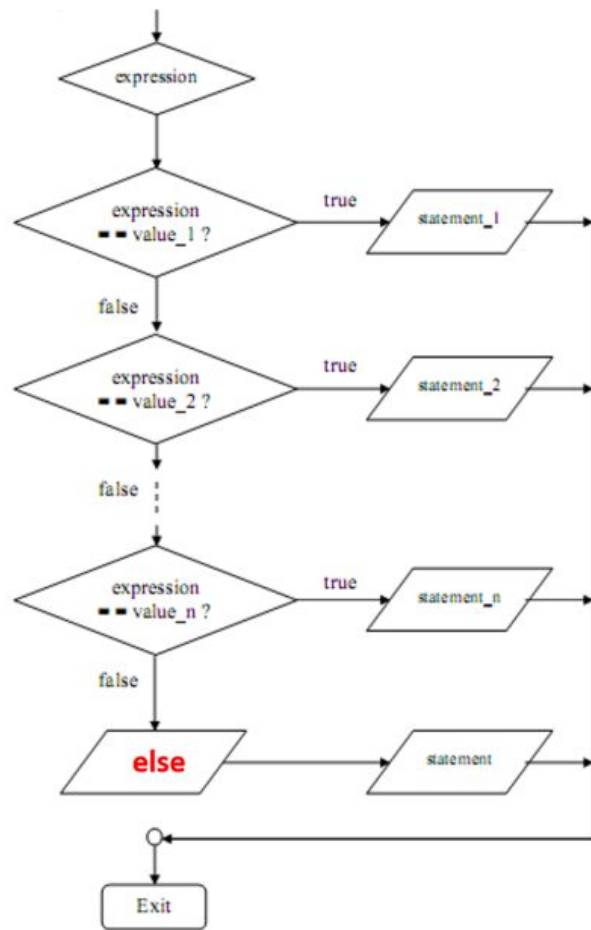 expression
expression
== value_1 ?
true
statement_1
false
expression
== value_2 ?
true
statement_2
false
expression
== value_n ?
true
statement_n
false
else
statement
Exit